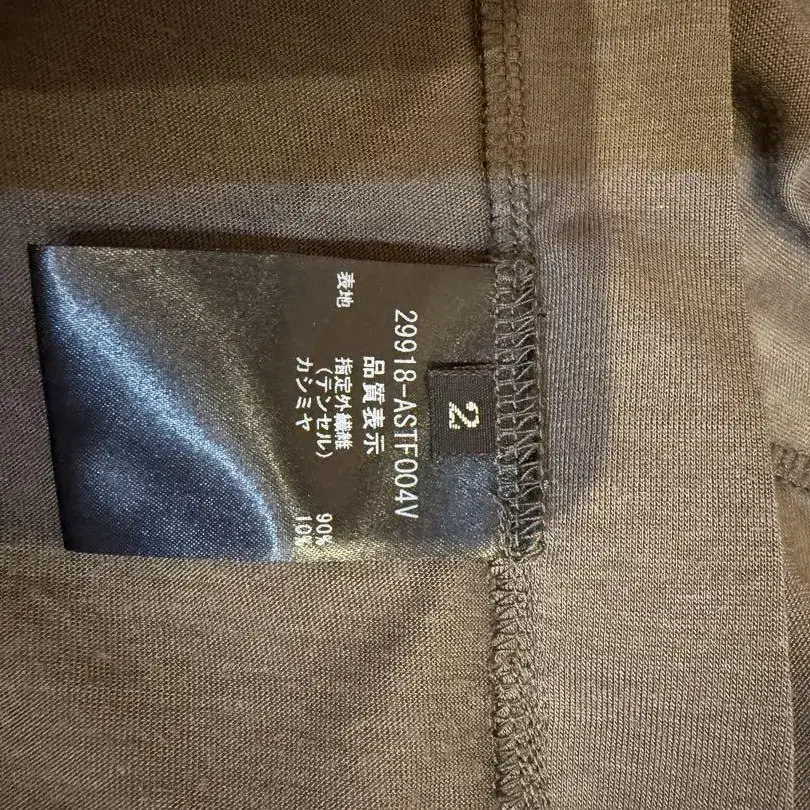 2
29918-ASTF004V
品質表示
表地 指定外繊維
(テンセル) 90%
カシミヤ 10%